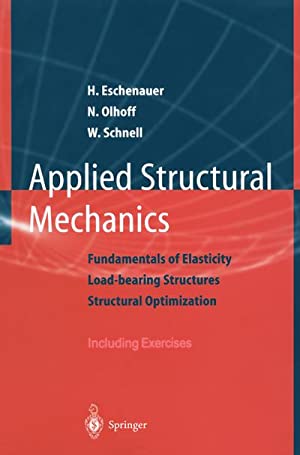 H. Eschenauer
N. Olhoff
W. Schnell
Applied Structural
Mechanics
Fundamentals of Elasticity
Load-bearing Structures
Structural Optimization
Including Exercises
Springer